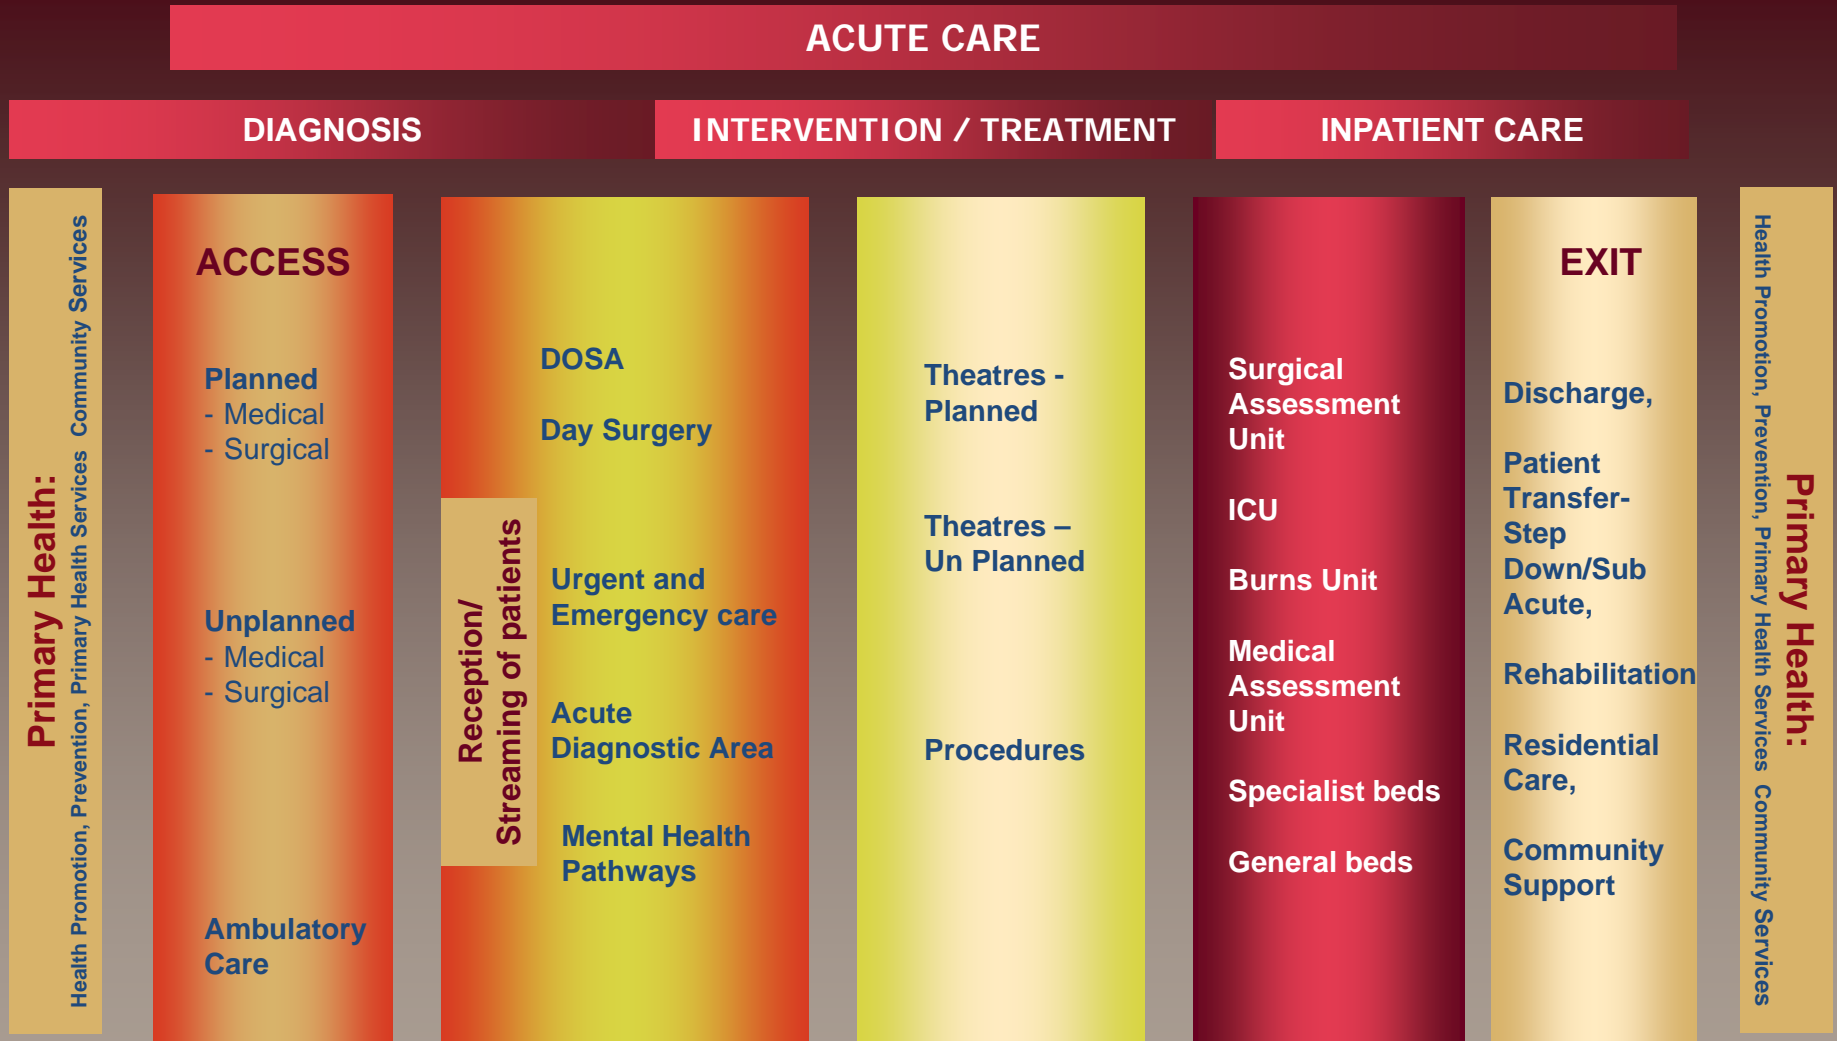 ACUTE CARE
DIAGNOSIS
INTERVENTION / TREATMENT
INPATIENT CARE
Primary Health:
Health Promotion, Prevention, Primary Health Services  Community Services
ACCESS
Planned
- Medical
- Surgical
Unplanned
- Medical
- Surgical
Ambulatory
Care
Reception/
Streaming of patients
DOSA
Day Surgery
Urgent and
Emergency care
Acute
Diagnostic Area
Mental Health
Pathways
Theatres -
Planned
Theatres –
Un Planned
Procedures
Surgical
Assessment
Unit
ICU
Burns Unit
Medical
Assessment
Unit
Specialist beds
General beds
EXIT
Discharge,
Patient
Transfer-
Step
Down/Sub
Acute,
Rehabilitation
Residential
Care,
Community
Support
Primary Health:
Health Promotion, Prevention, Primary Health Services  Community Services